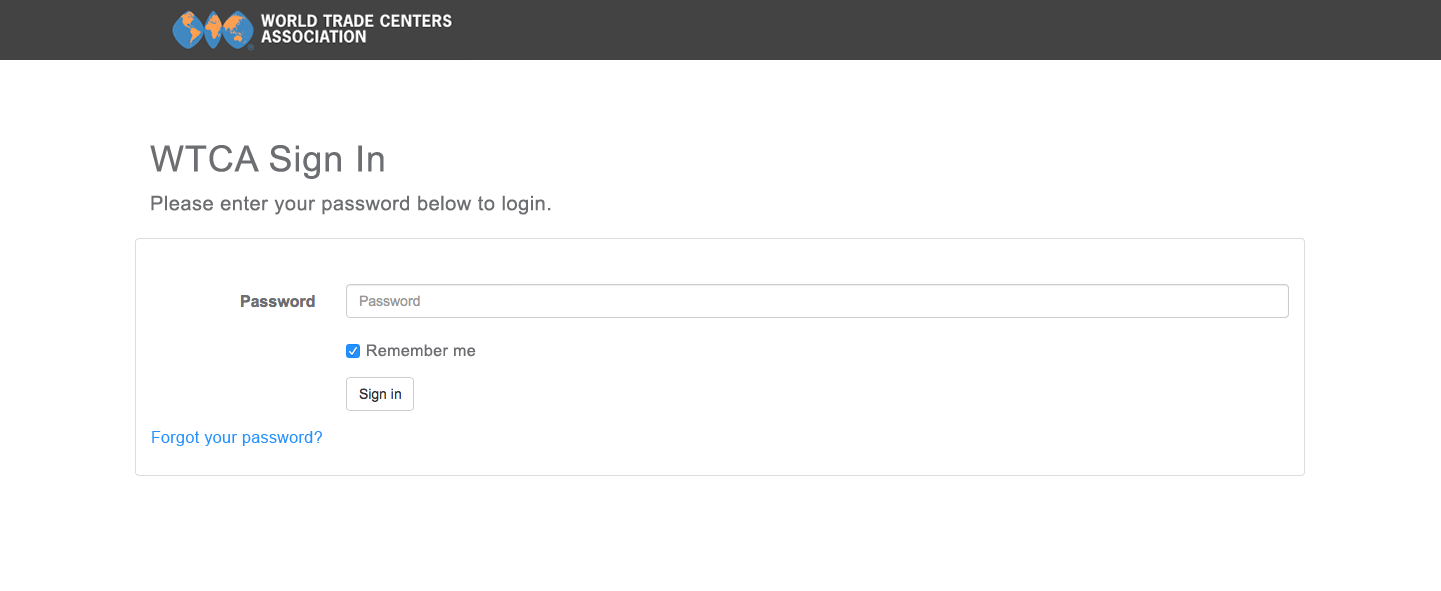 WORLD TRADE CENTERS
ASSOCIATION
WTCA Sign In
Please enter your password below to login.
Password
Password
Remember me
Sign in
Forgot your password?